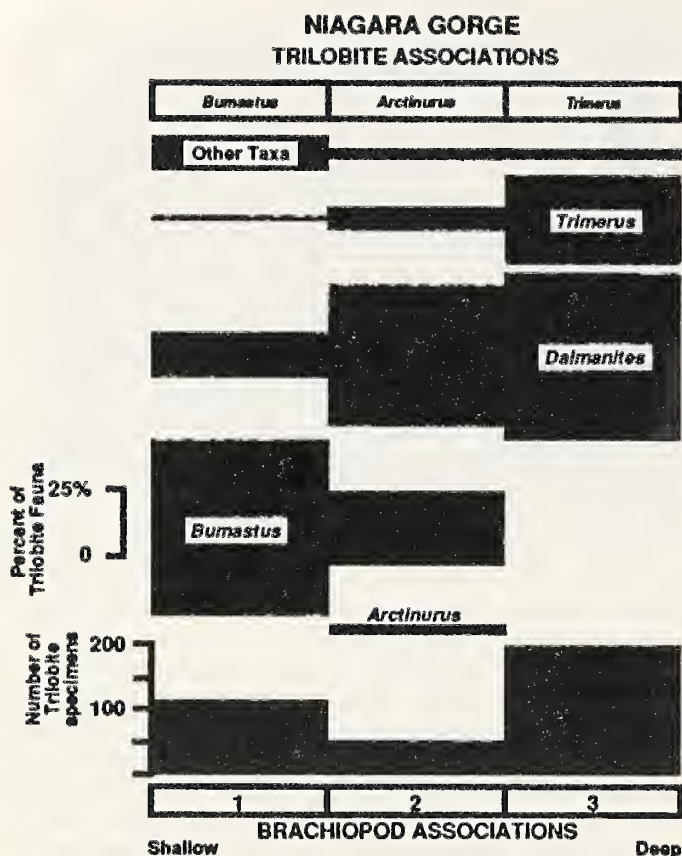 NIAGARA GORGE
TRILOBITE ASSOCIATIONS
Bumastus Arctinurus Trimerus
Other Taxa
Trimerus
Dalmanites
Percent of
Trilobite Fauna
25%
0
Bumastus
Arctinurus
Number of
Trilobite
specimens
200
100
1 2 3
BRACHIOPOD ASSOCIATIONS
Shallow Deep